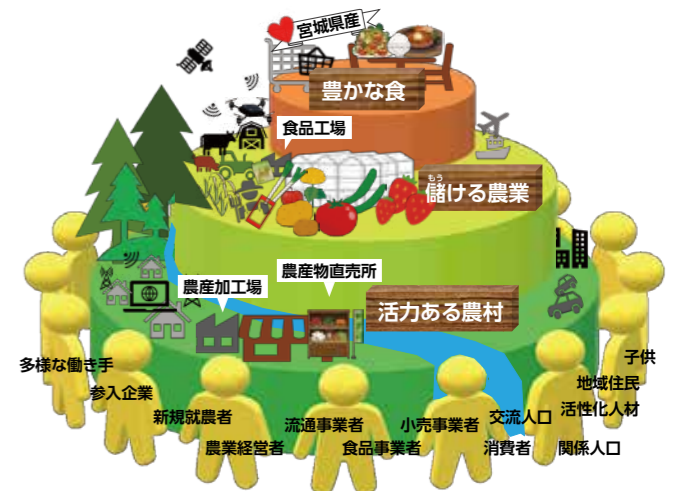 宮城県産
豊かな食
食品工場
もう
儲ける農業
農産物直売所
農産加工場
活力ある農村
多様な働き手
参入企業
新規就農者
農業経営者
流通事業者
食品事業者
小売事業者
交流人口
消費者
子供
地域住民
活性化人材
関係人口